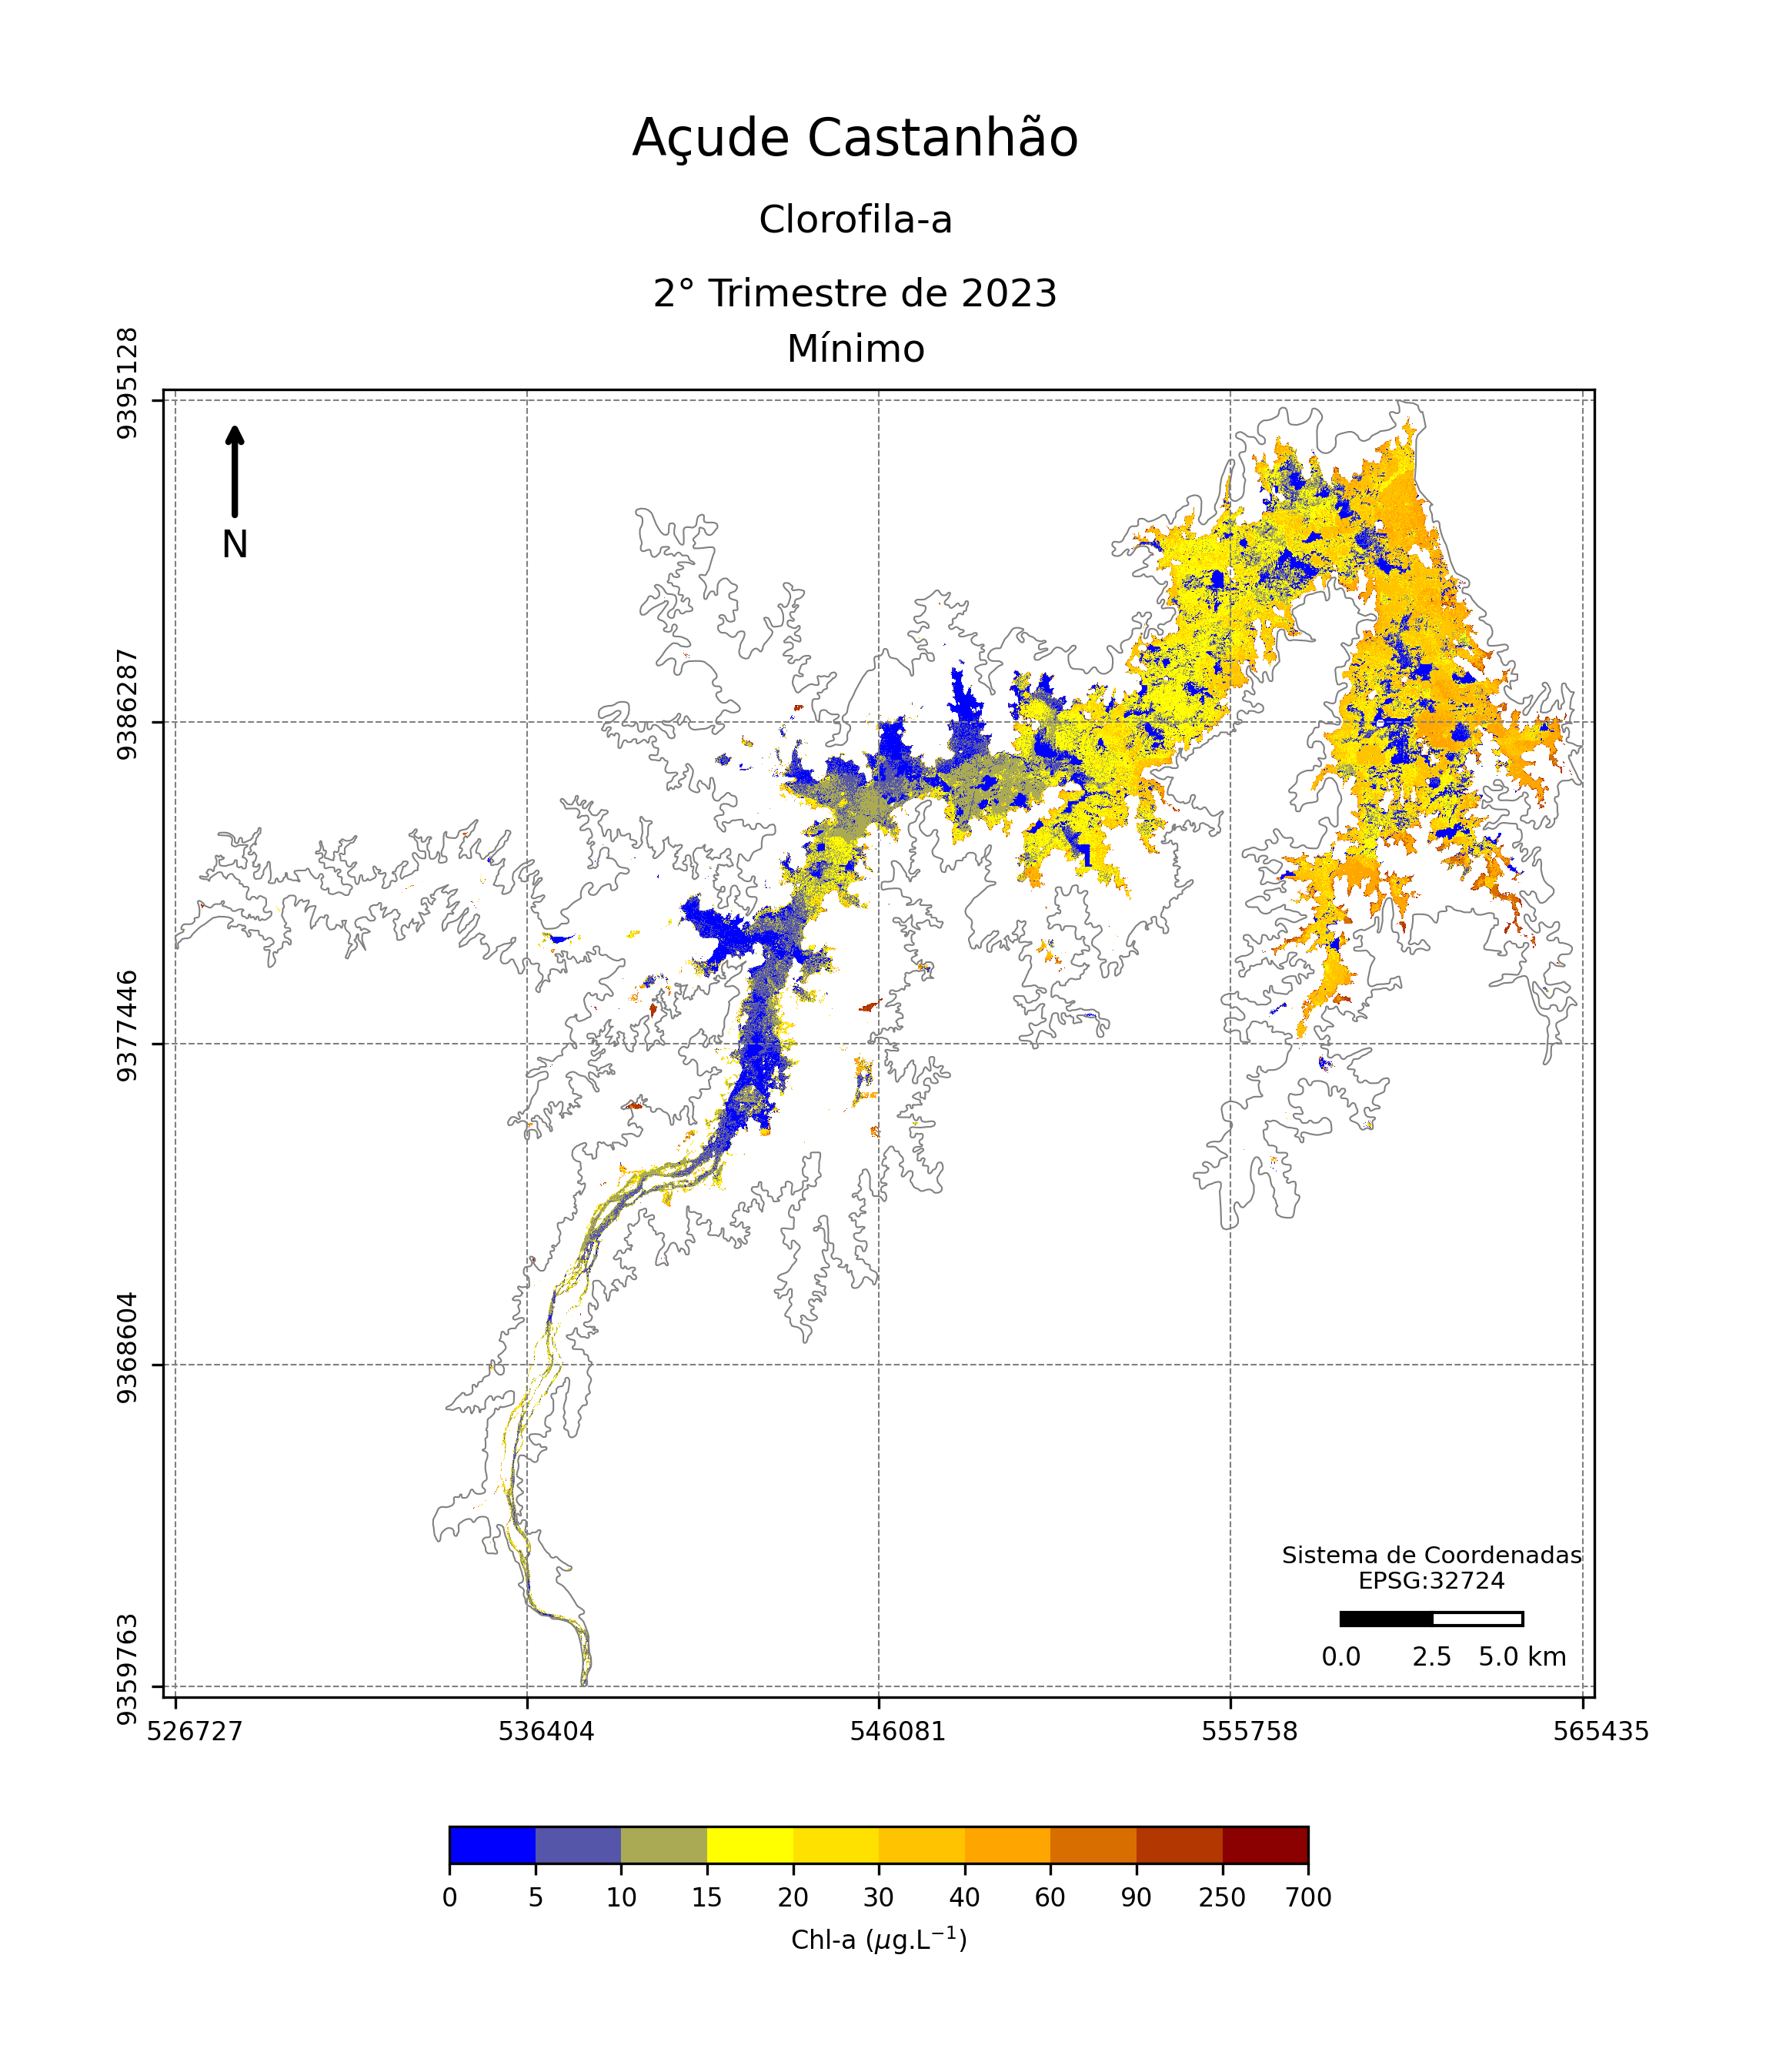 Açude Castanhão
Clorofila-a
2° Trimestre de 2023
Mínimo
9395128
9386287
9377446
9368604
9359763
N
Sistema de Coordenadas
EPSG:32724
0.0 2.5 5.0 km
526727 536404 546081 555758 565435
0 5 10 15 20 30 40 60 90 250 700
Chl-a (μg.L⁻¹)